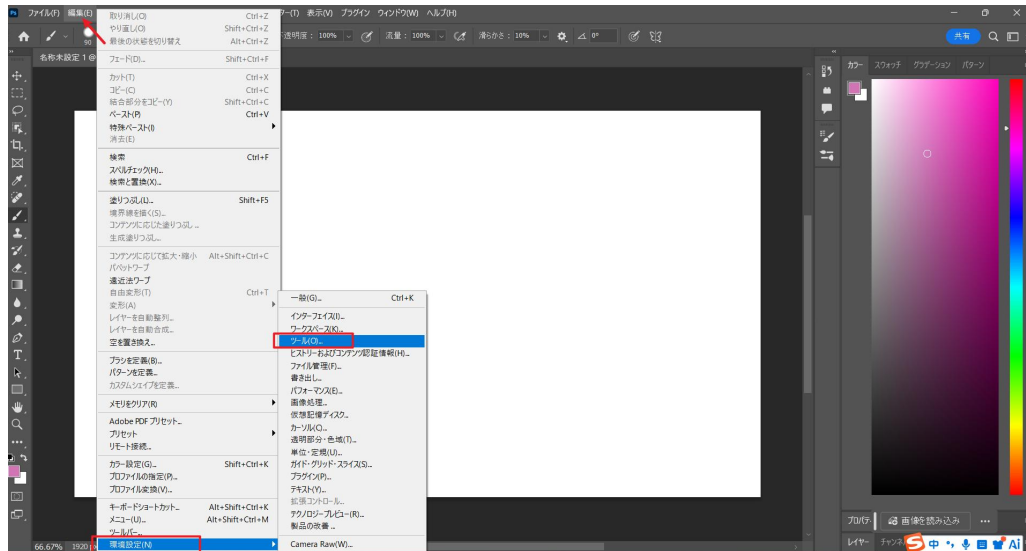 Ps ファイル(F) 編集(E) ター(T) 表示(V) プラグイン ウィンドウ(W) ヘルプ(H)
90 不透明度: 100% 流量: 100% 滑らかさ: 10% 0° 共有
名称未設定 1 @
取り消し(O) Ctrl+Z
やり直し(O) Shift+Ctrl+Z
最後の状態を切り替え Alt+Ctrl+Z
フェード(D)... Shift+Ctrl+F
カット(T) Ctrl+X
コピー(C) Ctrl+C
結合部分をコピー(Y) Shift+Ctrl+C
ペースト(P) Ctrl+V
特殊ペースト(I)
消去(E)
検索 Ctrl+F
スペルチェック(H)...
検索と置換(X)...
塗りつぶし(L)... Shift+F5
境界線を描く(S)...
コンテンツに応じた塗りつぶし...
生成塗りつぶし...
コンテンツに応じて拡大・縮小 Alt+Shift+Ctrl+C
パペットワープ
遠近法ワープ
自由変形(T) Ctrl+T
変形(A)
レイヤーを自動整列...
レイヤーを自動合成...
空を置き換え...
ブラシを定義(B)...
パターンを定義...
カスタムシェイプを定義...
メモリをクリア(R)
Adobe PDF プリセット...
プリセット
リモート接続...
カラー設定(G)... Shift+Ctrl+K
プロファイルの指定(P)...
プロファイル変換(V)...
キーボードショートカット... Alt+Shift+Ctrl+K
メニュー(U)... Alt+Shift+Ctrl+M
ツールバー...
環境設定(N)
一般(G)... Ctrl+K
インターフェイス(I)...
ワークスペース(K)...
ツール(O)...
ヒストリーおよびコンテンツ認証情報(H)...
ファイル管理(F)...
書き出し...
パフォーマンス(E)...
画像処理...
仮想記憶ディスク...
カーソル(C)...
透明部分・色域(T)...
単位・定規(U)...
ガイド・グリッド・スライス(S)...
プラグイン(P)...
テキスト(Y)...
拡張コントロール...
テクノロジープレビュー(R)...
製品の改善...
Camera Raw(W)...
カラー スウォッチ グラデーション パターン
プロパティ 画像を読み込み ...
レイヤー チャンネ
66.67% 1920 p
S 中 Ai